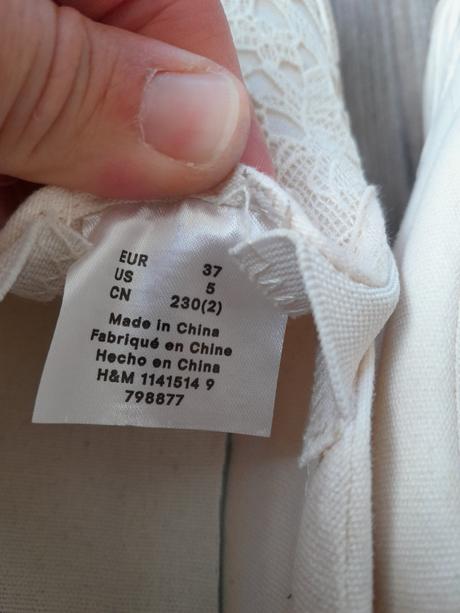 EUR 37
US 5
CN 230(2)
Made in China
Fabriqué en Chine
Hecho en China
H&M 1141514 9
798877